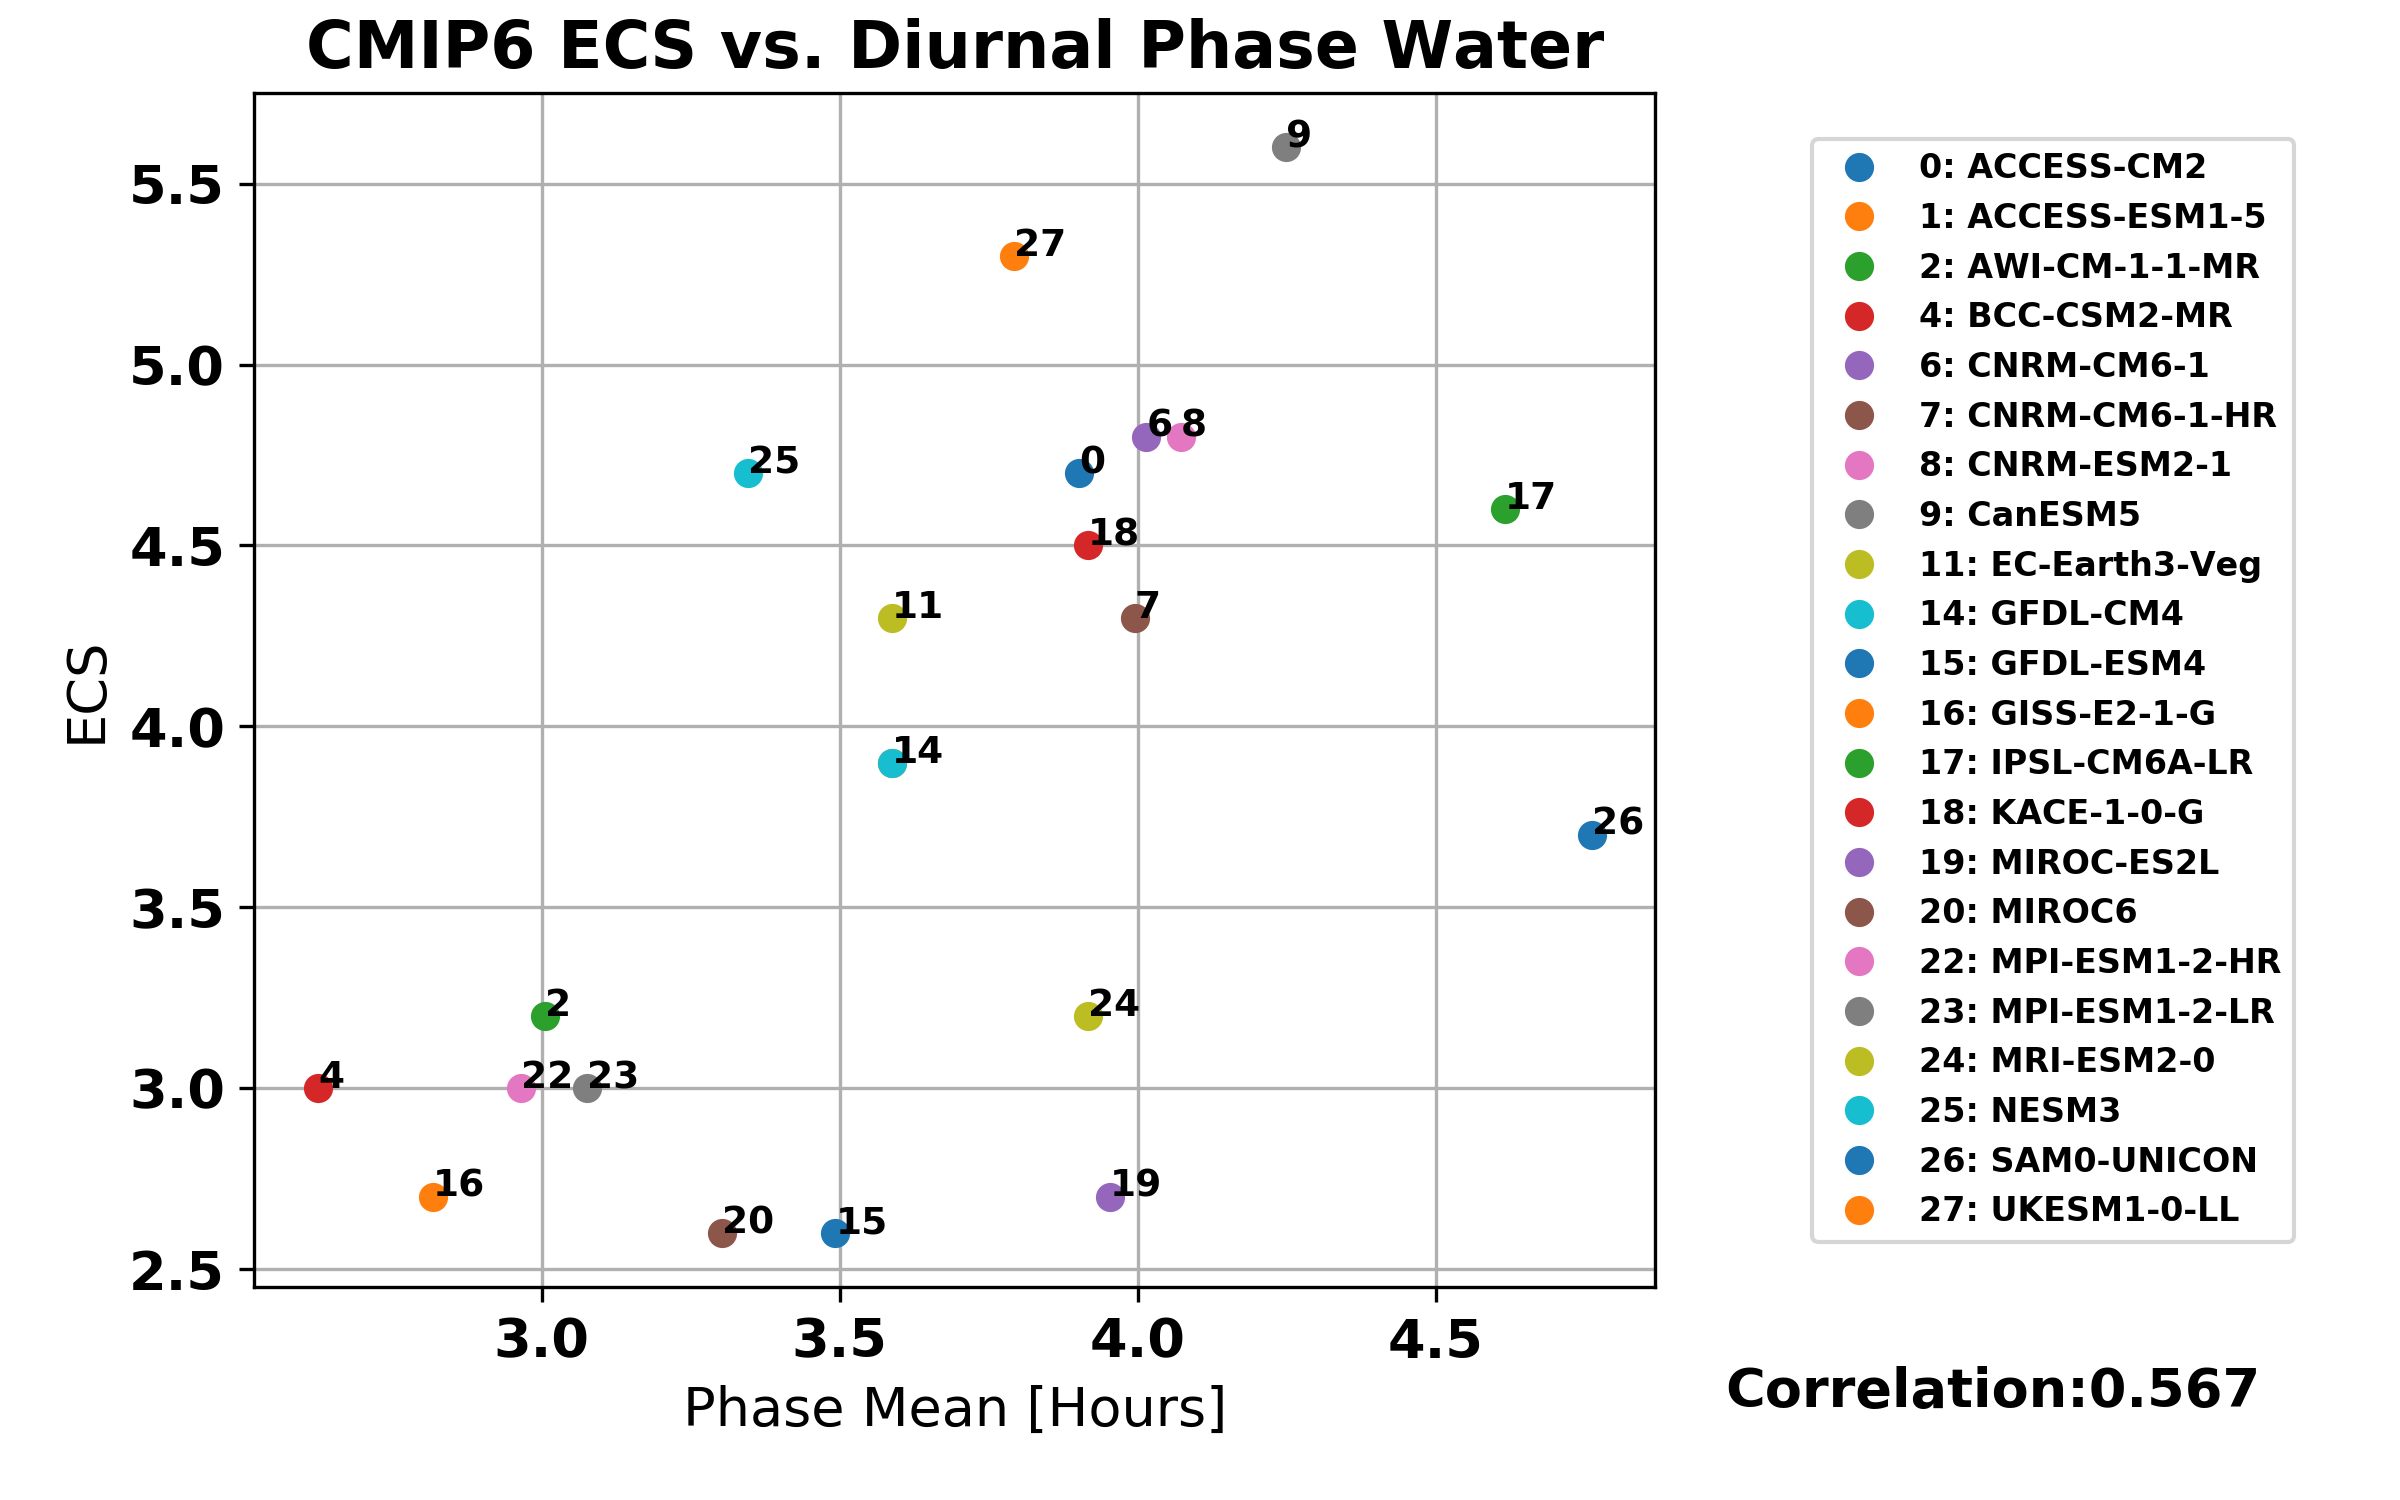 CMIP6 ECS vs. Diurnal Phase Water
5.5
5.0
4.5
4.0
3.5
3.0
2.5
ECS
9
27
6
8
25
0
17
18
11
7
14
26
2
24
4
22
23
16
19
20
15
3.0
3.5
4.0
4.5
Phase Mean [Hours]
0: ACCESS-CM2
1: ACCESS-ESM1-5
2: AWI-CM-1-1-MR
4: BCC-CSM2-MR
6: CNRM-CM6-1
7: CNRM-CM6-1-HR
8: CNRM-ESM2-1
9: CanESM5
11: EC-Earth3-Veg
14: GFDL-CM4
15: GFDL-ESM4
16: GISS-E2-1-G
17: IPSL-CM6A-LR
18: KACE-1-0-G
19: MIROC-ES2L
20: MIROC6
22: MPI-ESM1-2-HR
23: MPI-ESM1-2-LR
24: MRI-ESM2-0
25: NESM3
26: SAM0-UNICON
27: UKESM1-0-LL
Correlation:0.567